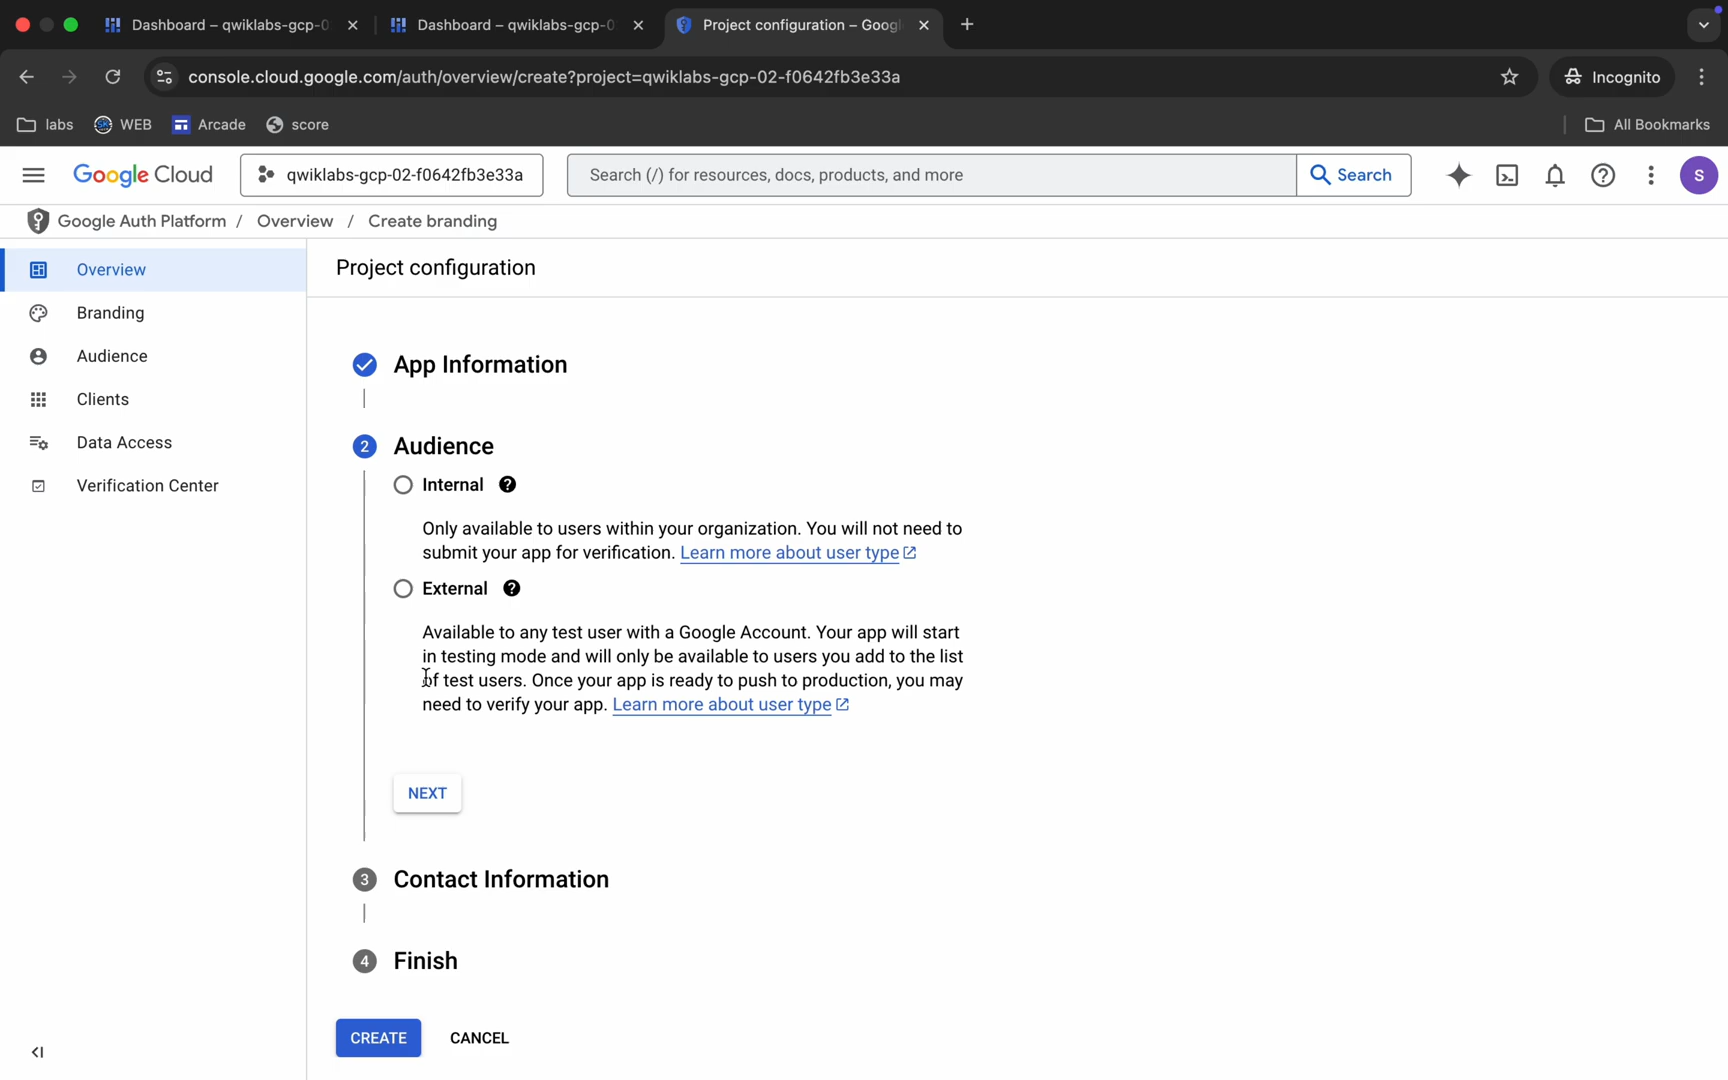 Dashboard – qwiklabs-gcp-0
Dashboard – qwiklabs-gcp-0
Project configuration – Goog
console.cloud.google.com/auth/overview/create?project=qwiklabs-gcp-02-f0642fb3e33a
Incognito
labs
WEB
Arcade
score
All Bookmarks
Google Cloud
qwiklabs-gcp-02-f0642fb3e33a
Search (/) for resources, docs, products, and more
Search
S
Google Auth Platform / Overview / Create branding
Overview
Branding
Audience
Clients
Data Access
Verification Center
Project configuration
App Information
2 Audience
Internal
Only available to users within your organization. You will not need to
submit your app for verification. Learn more about user type
External
Available to any test user with a Google Account. Your app will start
in testing mode and will only be available to users you add to the list
of test users. Once your app is ready to push to production, you may
need to verify your app. Learn more about user type
NEXT
3 Contact Information
4 Finish
CREATE
CANCEL